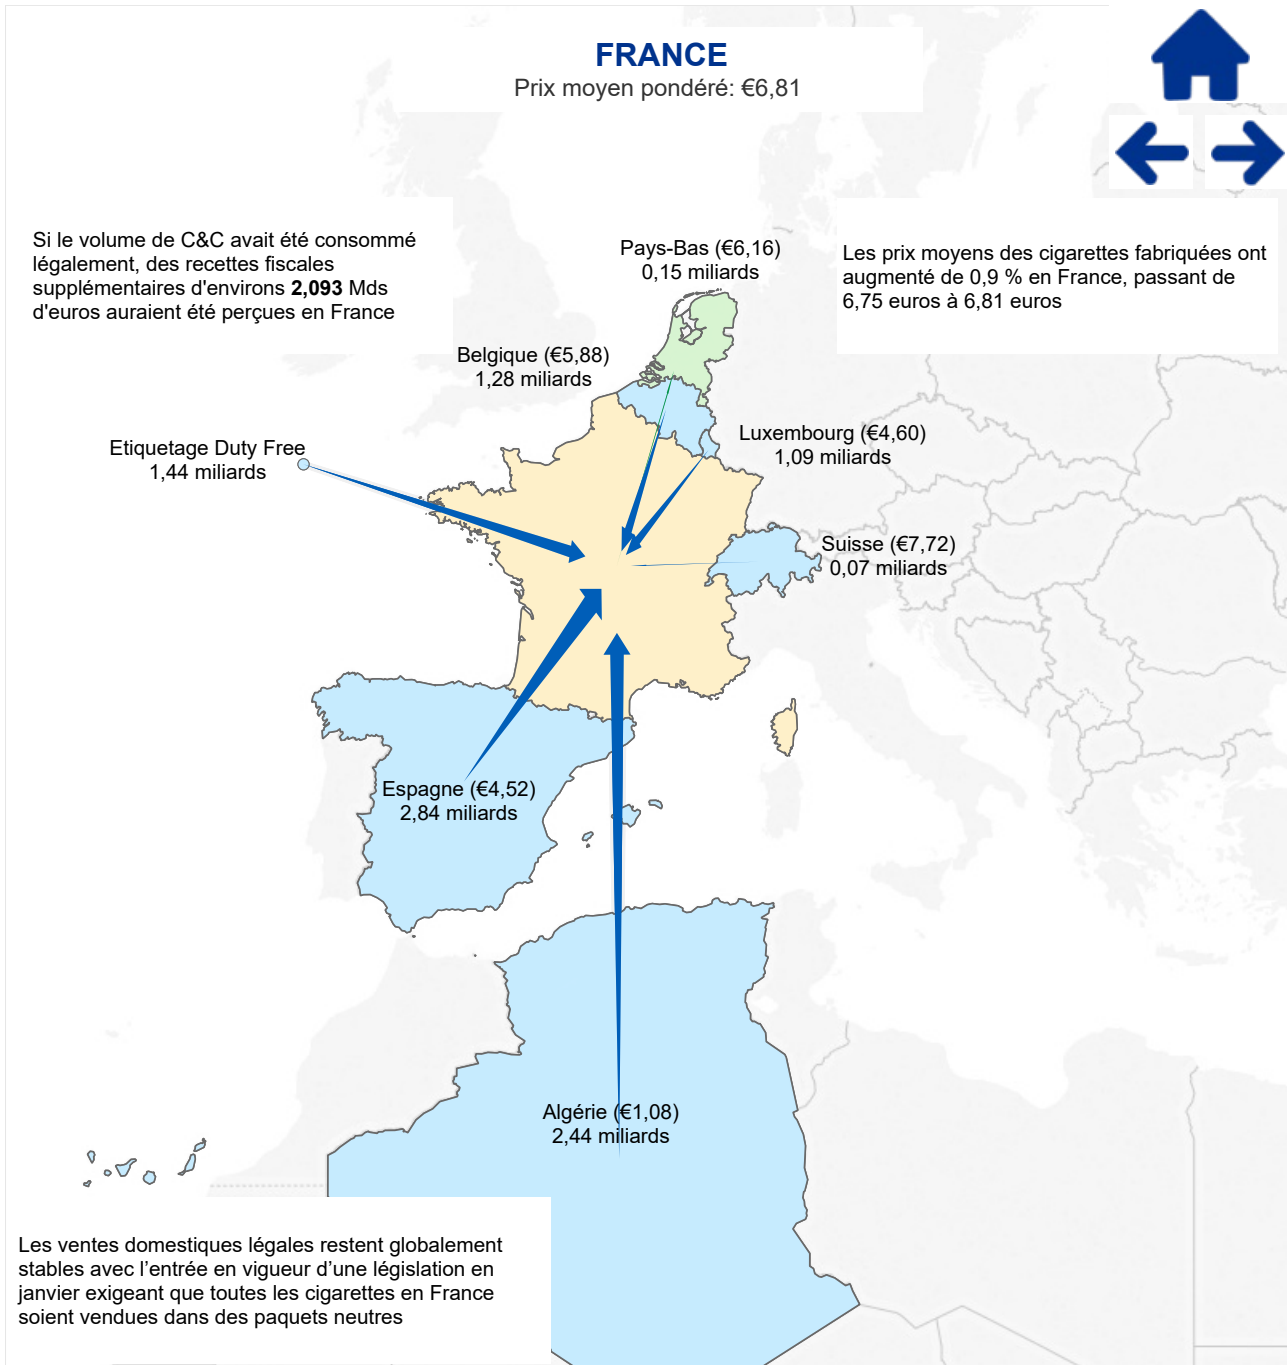 FRANCE
Prix moyen pondéré: €6,81
Si le volume de C&C avait été consommé
légalement, des recettes fiscales
supplémentaires d'environs 2,093 Mds
d'euros auraient été perçues en France
Les prix moyens des cigarettes fabriquées ont
augmenté de 0,9 % en France, passant de
6,75 euros à 6,81 euros
Pays-Bas (€6,16)
0,15 miliards
Belgique (€5,88)
1,28 miliards
Luxembourg (€4,60)
1,09 miliards
Etiquetage Duty Free
1,44 miliards
Suisse (€7,72)
0,07 miliards
Espagne (€4,52)
2,84 miliards
Algérie (€1,08)
2,44 miliards
Les ventes domestiques légales restent globalement
stables avec l’entrée en vigueur d’une législation en
janvier exigeant que toutes les cigarettes en France
soient vendues dans des paquets neutres